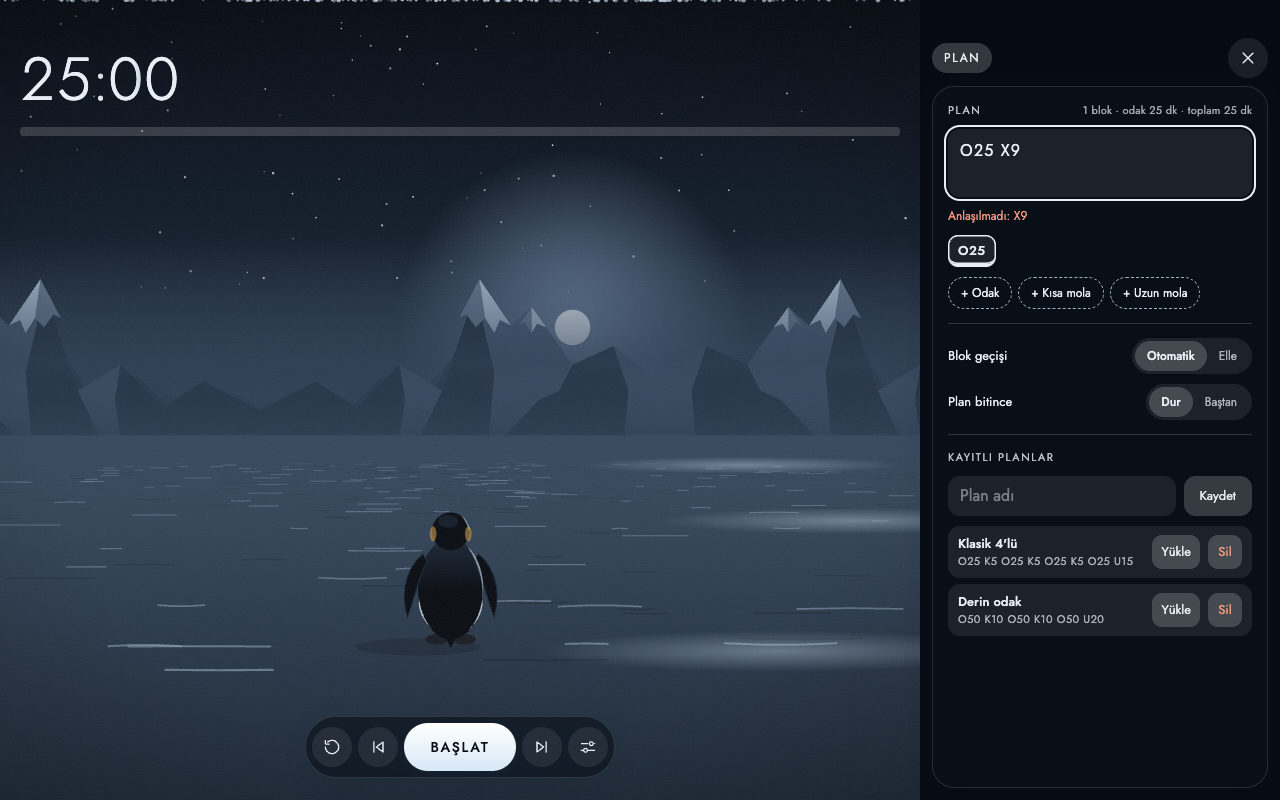 25:00
PLAN
PLAN
1 blok · odak 25 dk · toplam 25 dk
O25 X9
Anlaşılmadı: X9
O25
+ Odak
+ Kısa mola
+ Uzun mola
Blok geçişi
Otomatik
Elle
Plan bitince
Dur
Baştan
KAYITLI PLANLAR
Plan adı
Kaydet
Klasik 4'lü
O25 K5 O25 K5 O25 K5 O25 U15
Yükle
Sil
Derin odak
O50 K10 O50 K10 O50 U20
Yükle
Sil
BAŞLAT